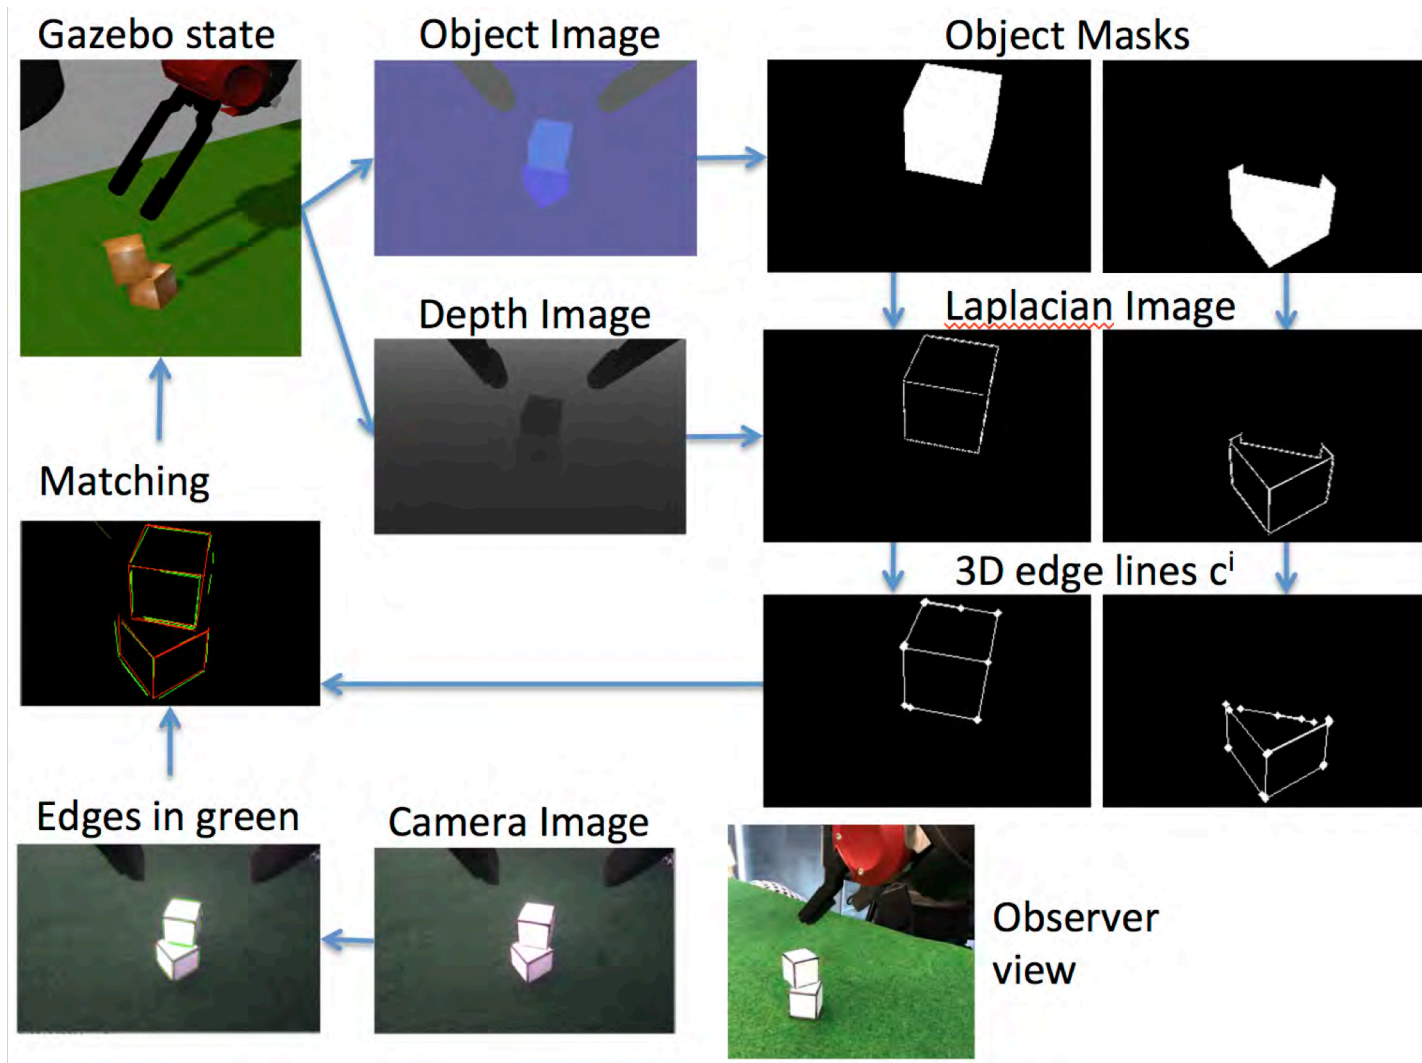 Gazebo state
Object Image
Object Masks
Depth Image
Laplacian Image
Matching
3D edge lines cⁱ
Edges in green
Camera Image
Observer
view